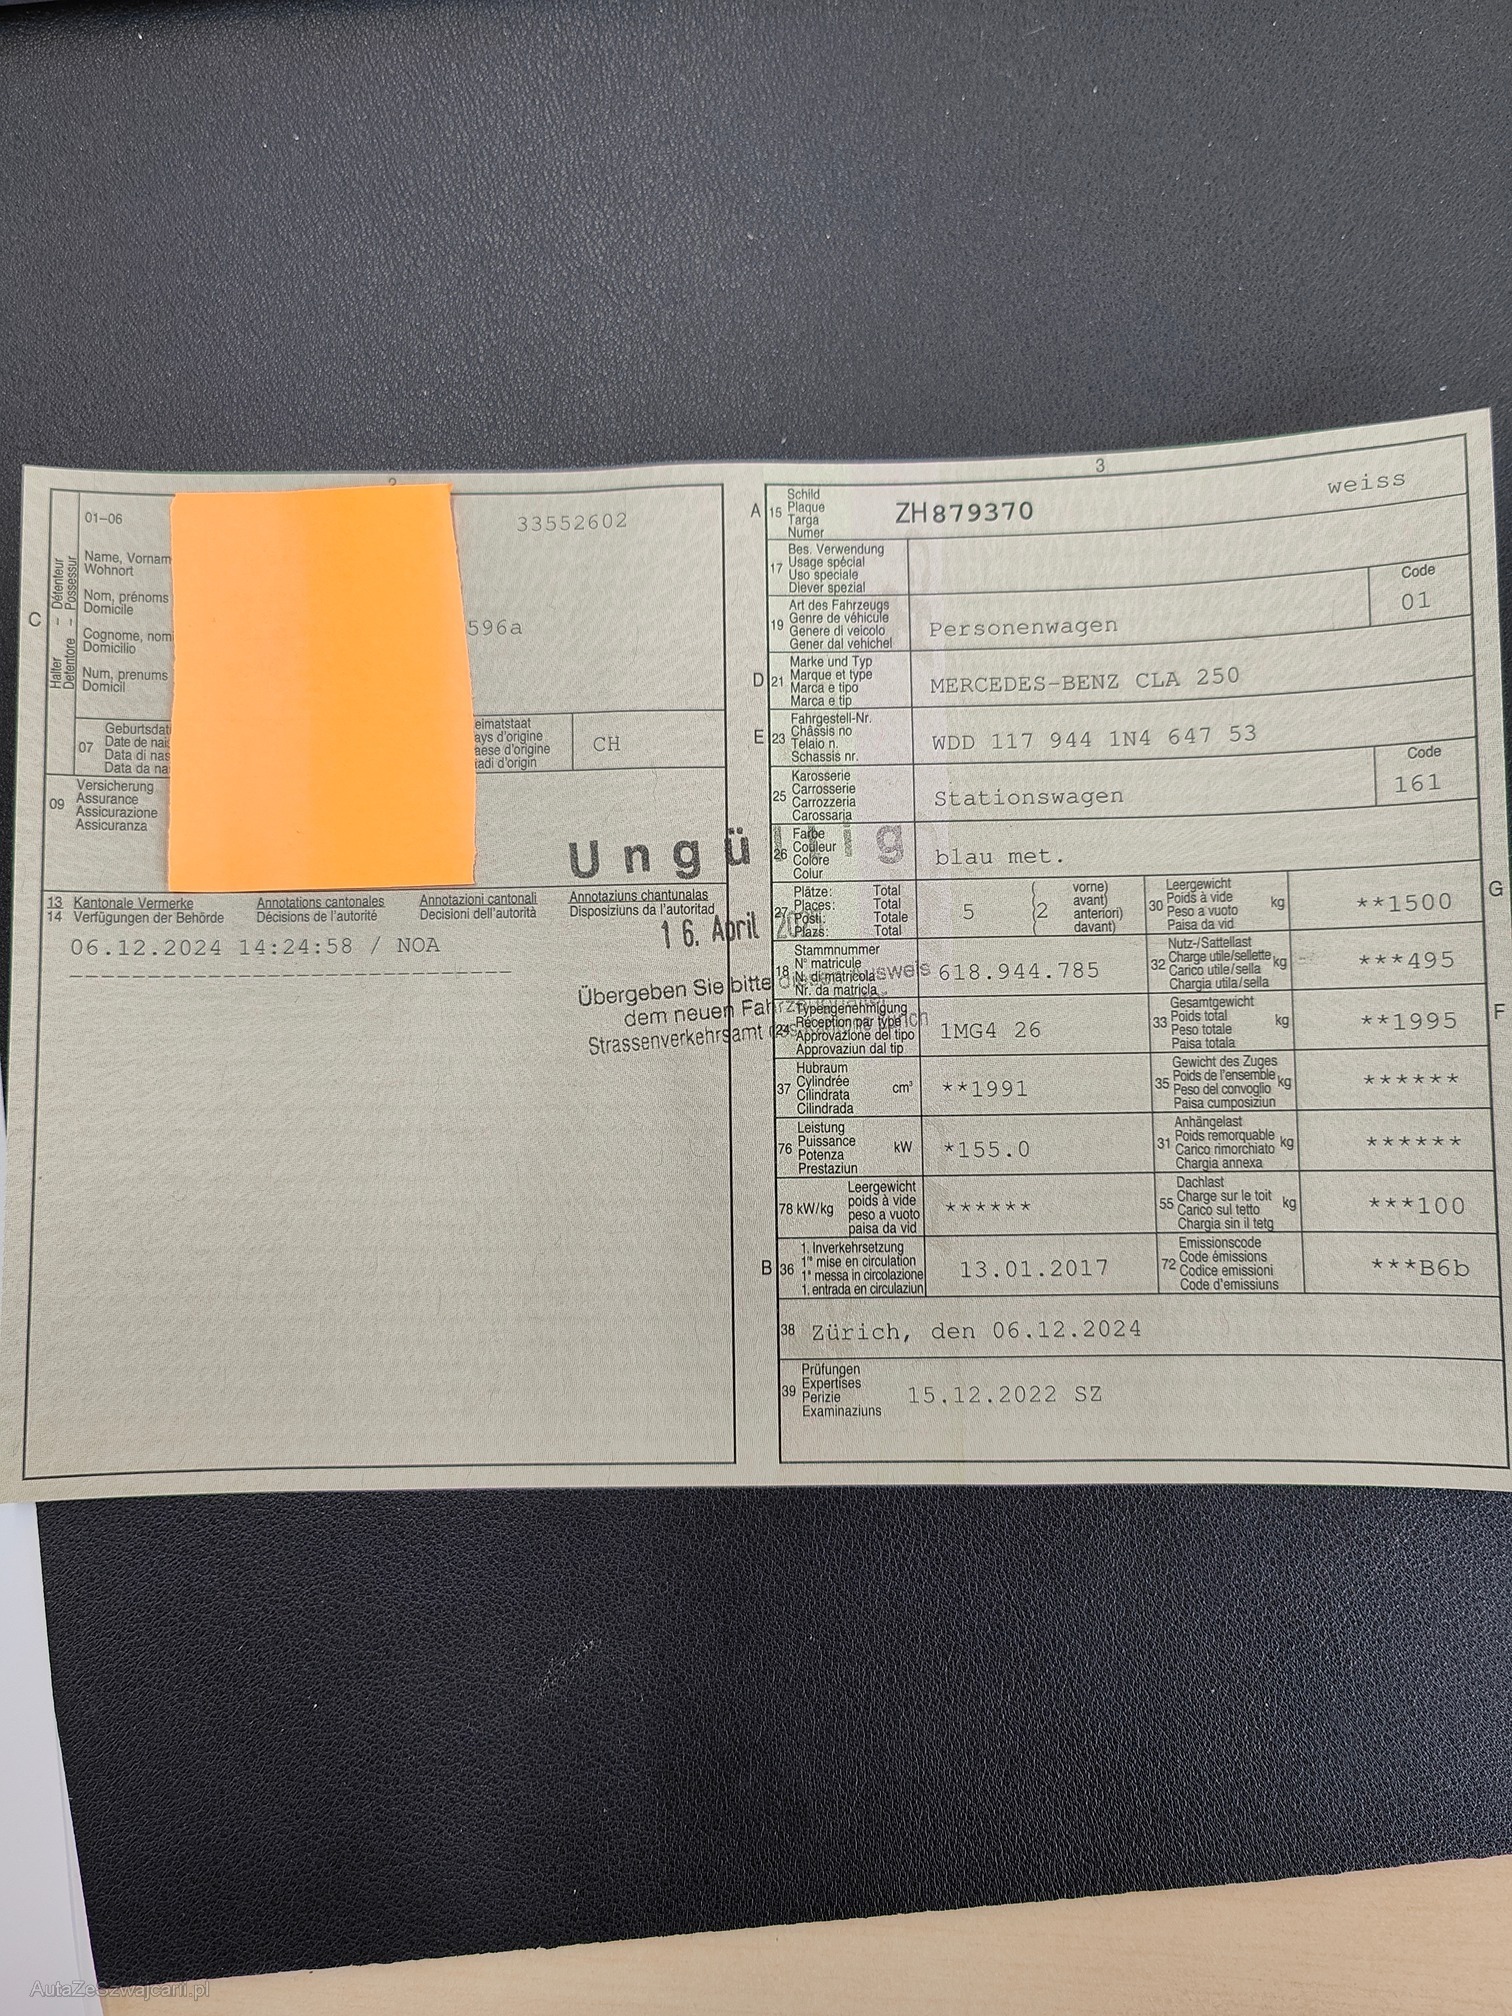 2
01–06
33552602
C
Halter – Détenteur
Detentore – Possessur
Name, Vornam
Wohnort
Nom, prénoms
Domicile
596a
Cognome, nom
Domicilio
Num, prenums
Domicil
07
Geburtsdat
Date de nai
Data di nas
Data da na
eimatstaat
ays d'origine
aese d'origine
adi d'origin
CH
09
Versicherung
Assurance
Assicurazione
Assicuranza
Ungü ig
13 Kantonale Vermerke
Annotations cantonales
Annotazioni cantonali
Annotaziuns chantunalas
14 Verfügungen der Behörde
Décisions de l'autorité
Decisioni dell'autorità
Disposiziuns da l'autoritad
06.12.2024 14:24:58 / NOA
16. April
Übergeben Sie bitte Ausweis
dem neuen
Strassenverkehrsamt
3
A 15
Schild
Plaque
Targa
Numer
ZH879370
weiss
17
Bes. Verwendung
Usage spécial
Uso speciale
Diever spezial
19
Art des Fahrzeugs
Genre de véhicule
Genere di veicolo
Gener dal vehichel
Personenwagen
Code
01
D 21
Marke und Typ
Marque et type
Marca e tipo
Marca e tip
MERCEDES-BENZ CLA 250
E 23
Fahrgestell-Nr.
Châssis no
Telaio n.
Schassis nr.
WDD 117 944 1N4 647 53
25
Karosserie
Carrosserie
Carrozzeria
Carossaria
Stationswagen
Code
161
26
Farbe
Couleur
Colore
Colur
blau met.
27
Plätze: Total
Places: Total
Posti: Totale
Plazs: Total
5
(2
vorne)
avant)
anteriori)
davant)
30
Leergewicht
Poids à vide
Peso a vuoto
Paisa da vid
kg
**1500
G
18
Stammnummer
N° matricule
N. di matricola
Nr. da matricla
618.944.785
32
Nutz-/Sattellast
Charge utile/sellette
Carico utile/sella
Chargia utila/sella
kg
***495
24
Typengenehmigung
Réception par type
Approvazione del tipo
Approvaziun dal tip
1MG4 26
33
Gesamtgewicht
Poids total
Peso totale
Paisa totala
kg
**1995
F
37
Hubraum
Cylindrée
Cilindrata
Cilindrada
cm³
**1991
35
Gewicht des Zuges
Poids de l'ensemble
Peso del convoglio
Paisa cumposiziun
kg
******
76
Leistung
Puissance
Potenza
Prestaziun
kW
*155.0
31
Anhängelast
Poids remorquable
Carico rimorchiato
Chargia annexa
kg
******
78 kW/kg
Leergewicht
poids à vide
peso a vuoto
paisa da vid
******
55
Dachlast
Charge sur le toit
Carico sul tetto
Chargia sin il tetg
kg
***100
B 36
1. Inverkehrsetzung
1re mise en circulation
1a messa in circolazione
1. entrada en circulaziun
13.01.2017
72
Emissionscode
Code émissions
Codice emissioni
Code d'emissiuns
***B6b
38 Zürich, den 06.12.2024
39
Prüfungen
Expertises
Perizie
Examinaziuns
15.12.2022 SZ
AutaZeSzwajcarii.pl